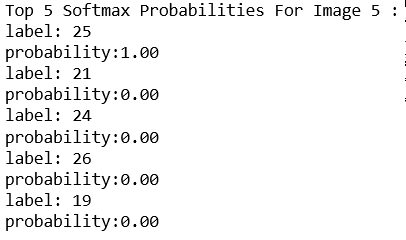 Top 5 Softmax Probabilities For Image 5 :
label: 25
probability:1.00
label: 21
probability:0.00
label: 24
probability:0.00
label: 26
probability:0.00
label: 19
probability:0.00